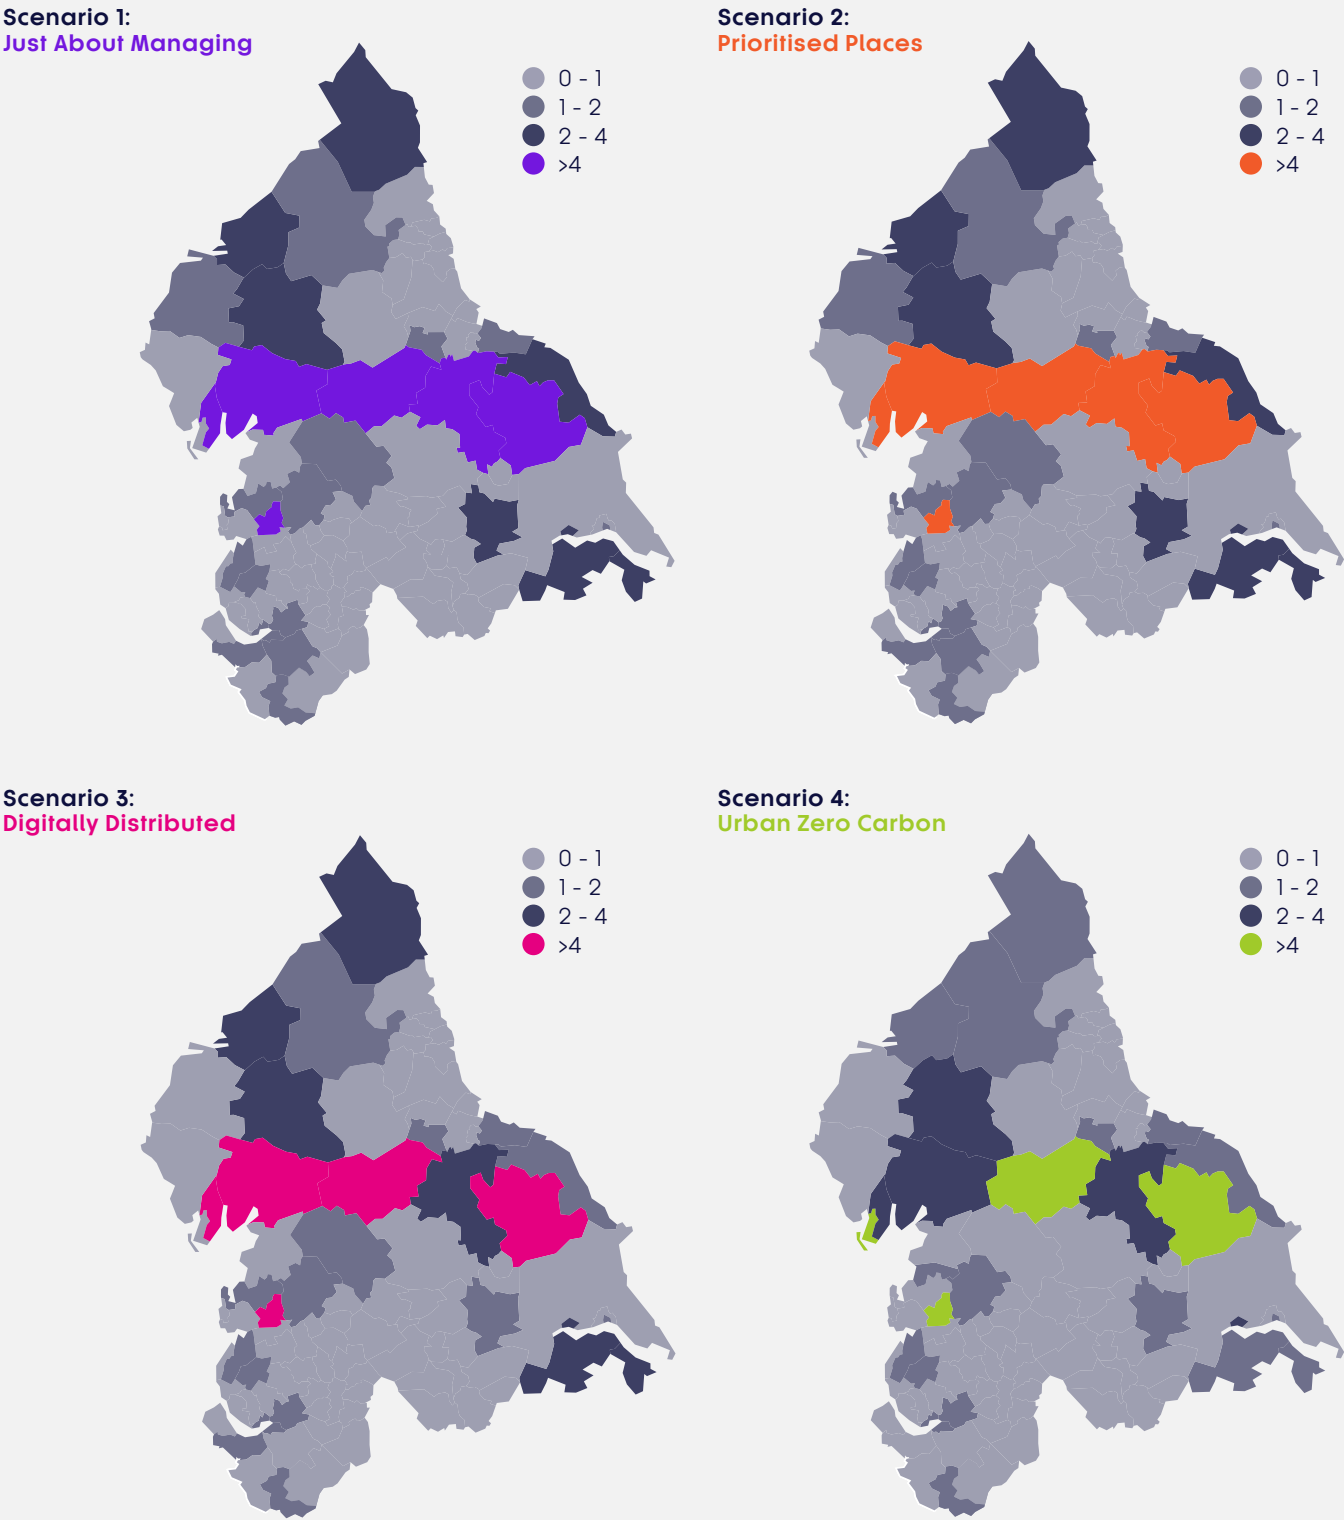 Scenario 1:
Just About Managing
0 - 1
1 - 2
2 - 4
>4
Scenario 2:
Prioritised Places
0 - 1
1 - 2
2 - 4
>4
Scenario 3:
Digitally Distributed
0 - 1
1 - 2
2 - 4
>4
Scenario 4:
Urban Zero Carbon
0 - 1
1 - 2
2 - 4
>4